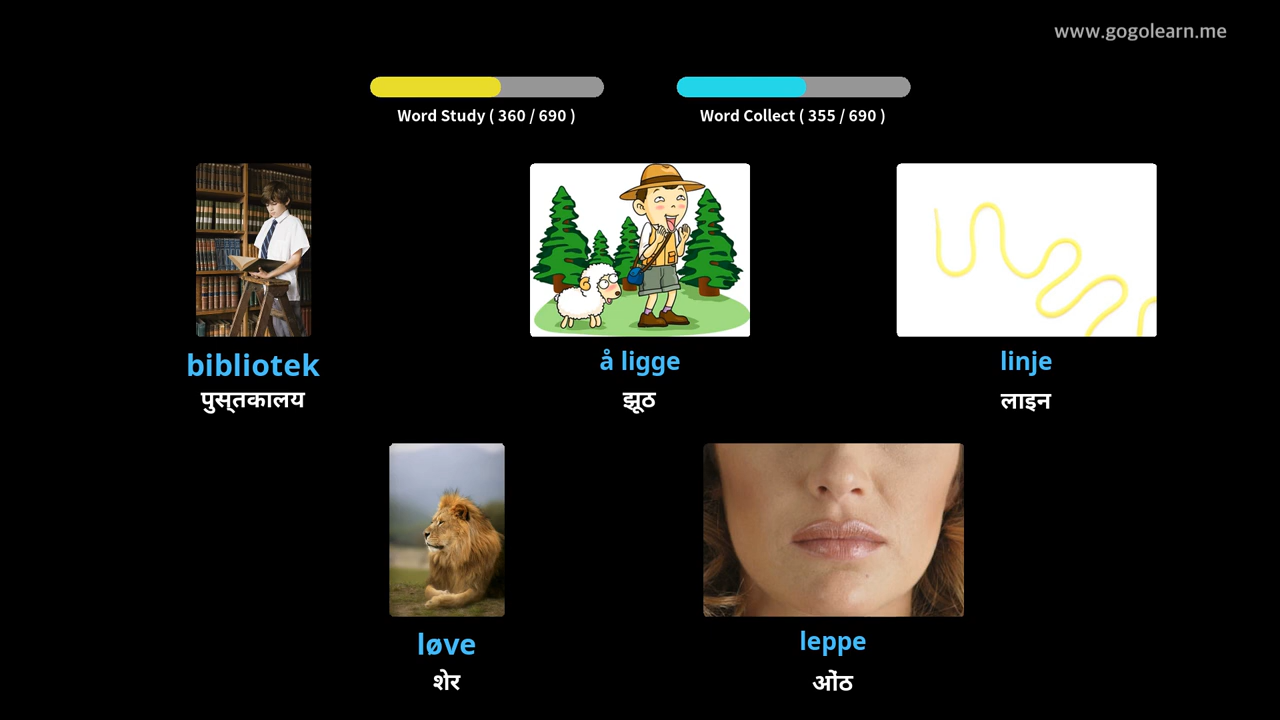 www.gogolearn.me
Word Study ( 360 / 690 )
Word Collect ( 355 / 690 )
bibliotek
पुस्तकालय
å ligge
झूठ
linje
लाइन
løve
शेर
leppe
ओंठ